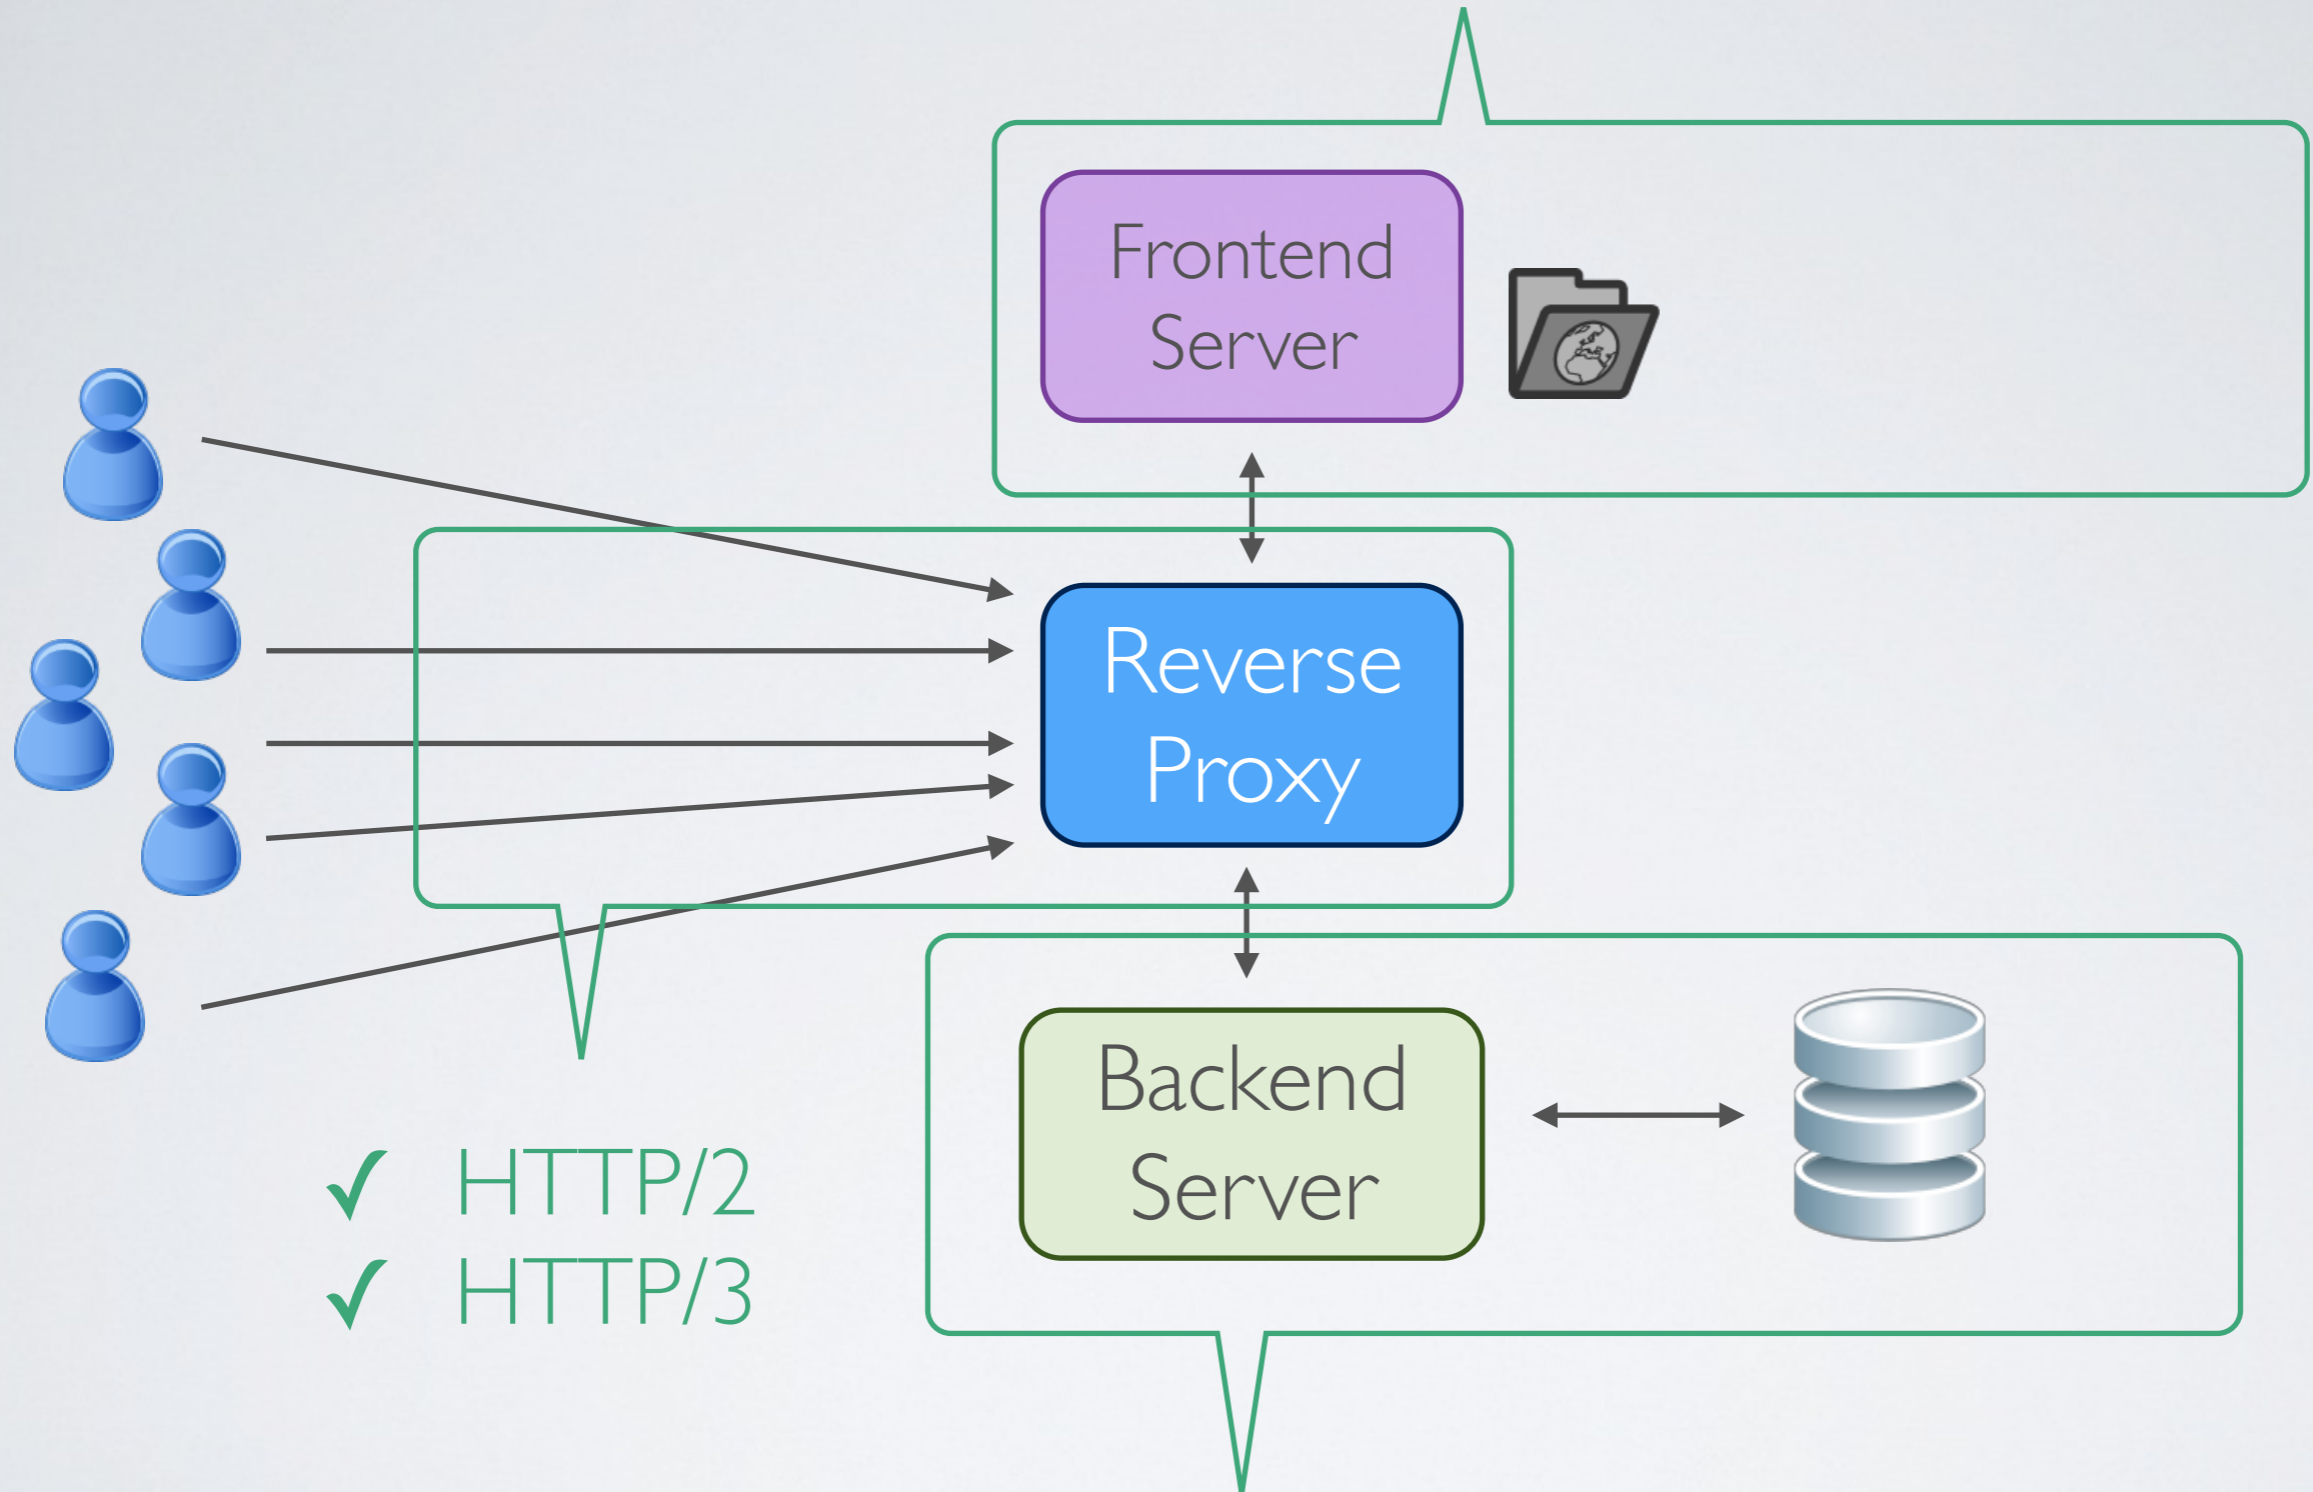 Frontend
Server
Reverse
Proxy
Backend
Server
✓ HTTP/2
✓ HTTP/3